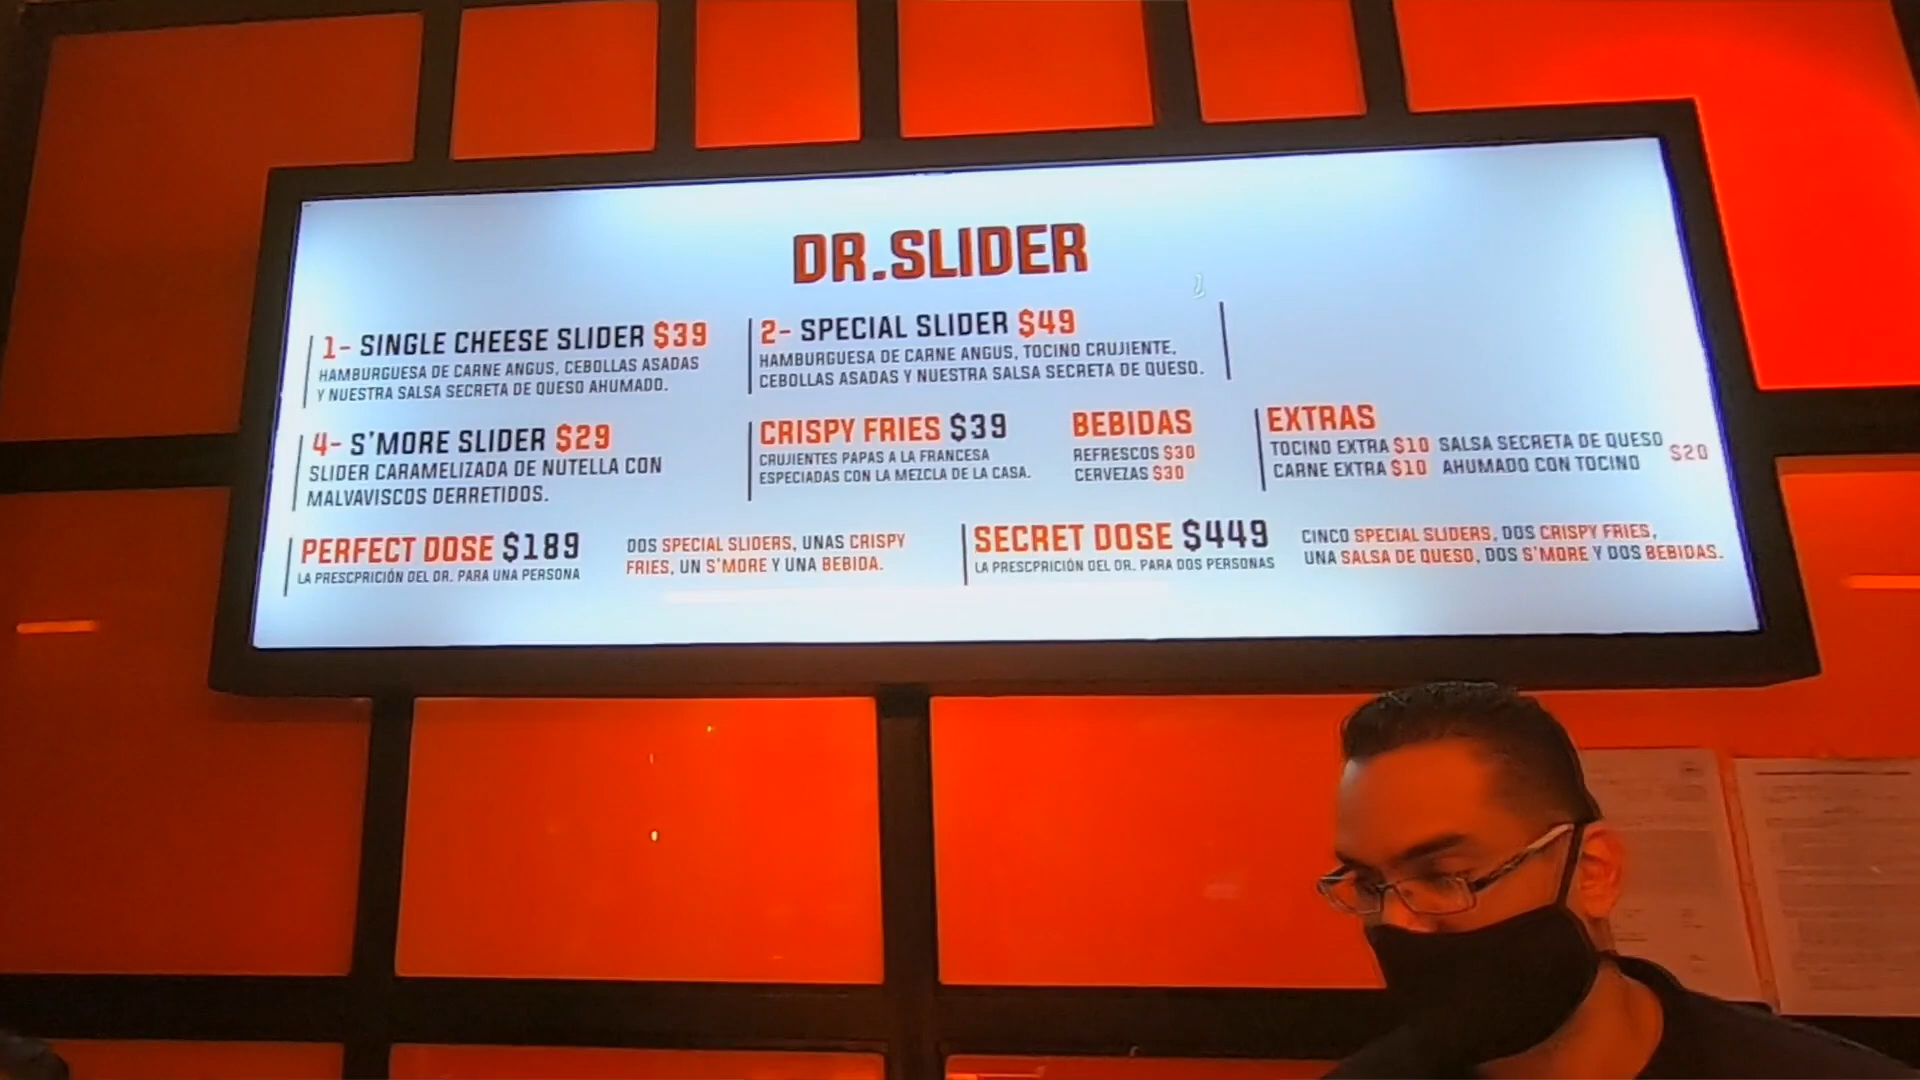 DR.SLIDER
1- SINGLE CHEESE SLIDER $39
HAMBURGUESA DE CARNE ANGUS, CEBOLLAS ASADAS
Y NUESTRA SALSA SECRETA DE QUESO AHUMADO.
2- SPECIAL SLIDER $49
HAMBURGUESA DE CARNE ANGUS, TOCINO CRUJIENTE,
CEBOLLAS ASADAS Y NUESTRA SALSA SECRETA DE QUESO.
4- S'MORE SLIDER $29
SLIDER CARAMELIZADA DE NUTELLA CON
MALVAVISCOS DERRETIDOS.
CRISPY FRIES $39
CRUJIENTES PAPAS A LA FRANCESA
ESPECIADAS CON LA MEZCLA DE LA CASA.
BEBIDAS
REFRESCOS $30
CERVEZAS $30
EXTRAS
TOCINO EXTRA $10
CARNE EXTRA $10
SALSA SECRETA DE QUESO
AHUMADO CON TOCINO
$20
PERFECT DOSE $189
LA PRESCPRICIÓN DEL DR. PARA UNA PERSONA
DOS SPECIAL SLIDERS, UNAS CRISPY
FRIES, UN S'MORE Y UNA BEBIDA.
SECRET DOSE $449
LA PRESCPRICIÓN DEL DR. PARA DOS PERSONAS
CINCO SPECIAL SLIDERS, DOS CRISPY FRIES,
UNA SALSA DE QUESO, DOS S'MORE Y DOS BEBIDAS.